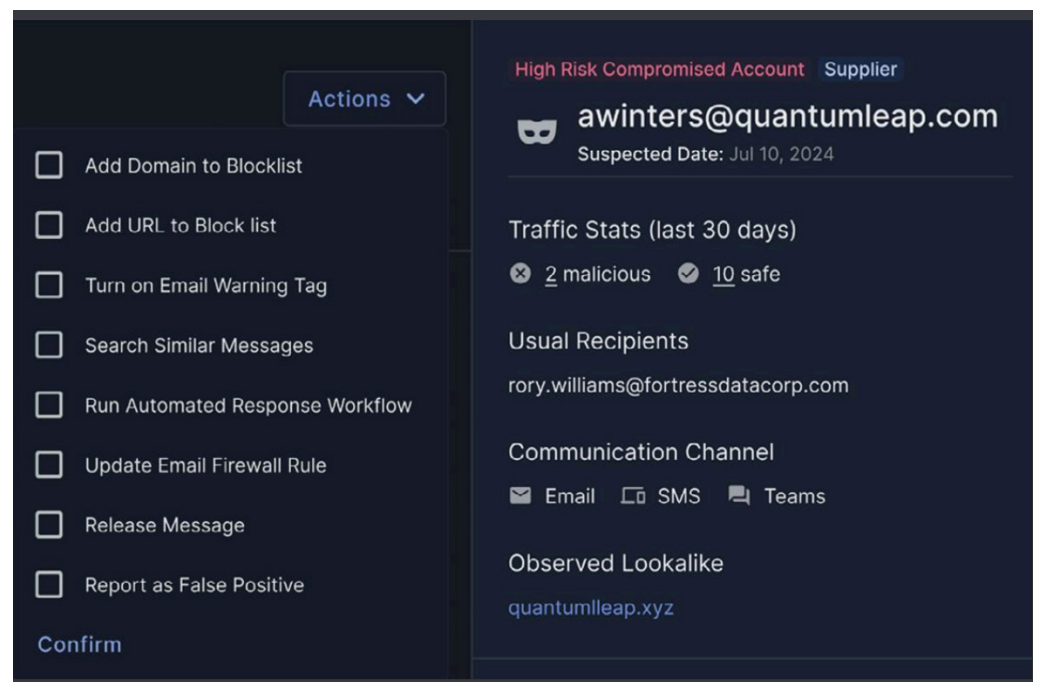 Actions
Add Domain to Blocklist
Add URL to Block list
Turn on Email Warning Tag
Search Similar Messages
Run Automated Response Workflow
Update Email Firewall Rule
Release Message
Report as False Positive
Confirm
High Risk Compromised Account Supplier
awinters@quantumleap.com
Suspected Date: Jul 10, 2024
Traffic Stats (last 30 days)
2 malicious 10 safe
Usual Recipients
rory.williams@fortressdatacorp.com
Communication Channel
Email SMS Teams
Observed Lookalike
quantumlleap.xyz